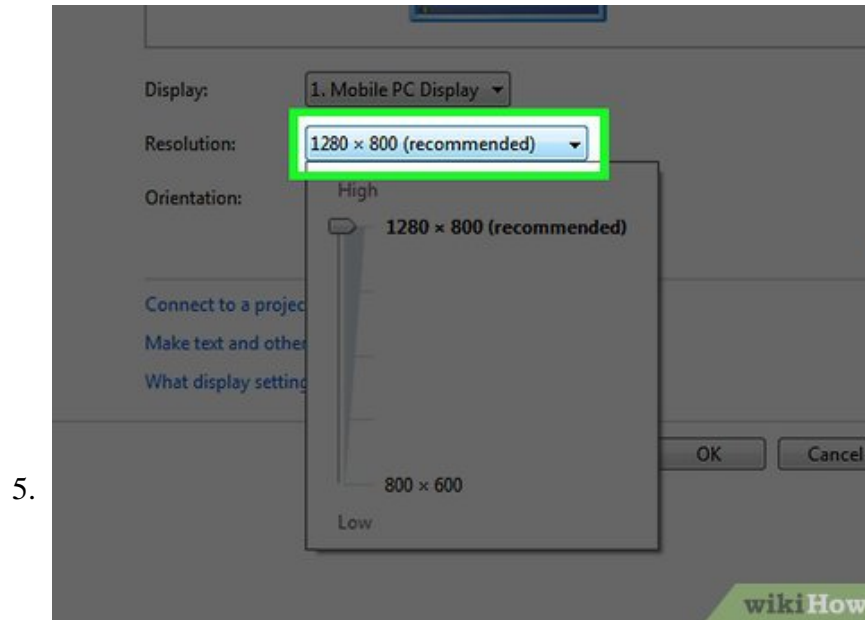 Display: 1. Mobile PC Display
Resolution: 1280 × 800 (recommended)
Orientation:
High
1280 × 800 (recommended)
Connect to a projec
Make text and other
What display setting
800 × 600
Low
OK Cancel
5.
wikiHow